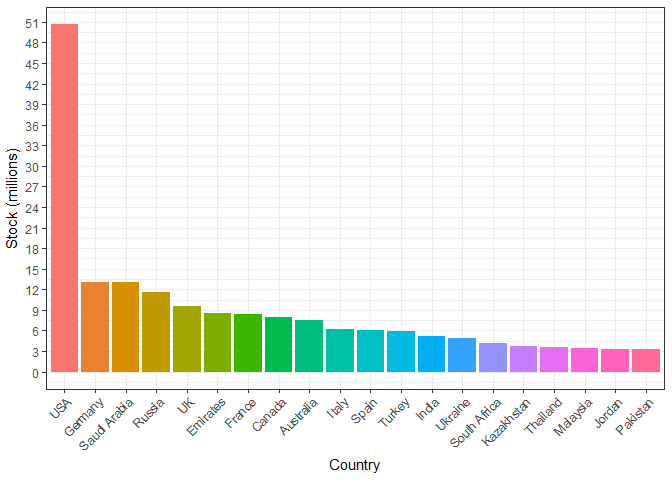 Stock (millions)
51
48
45
42
39
36
33
30
27
24
21
18
15
12
9
6
3
0
USA
Germany
Saudi Arabia
Russia
UK
Emirates
France
Canada
Australia
Italy
Spain
Turkey
India
Ukraine
South Africa
Kazakhstan
Thailand
Malaysia
Jordan
Pakistan
Country